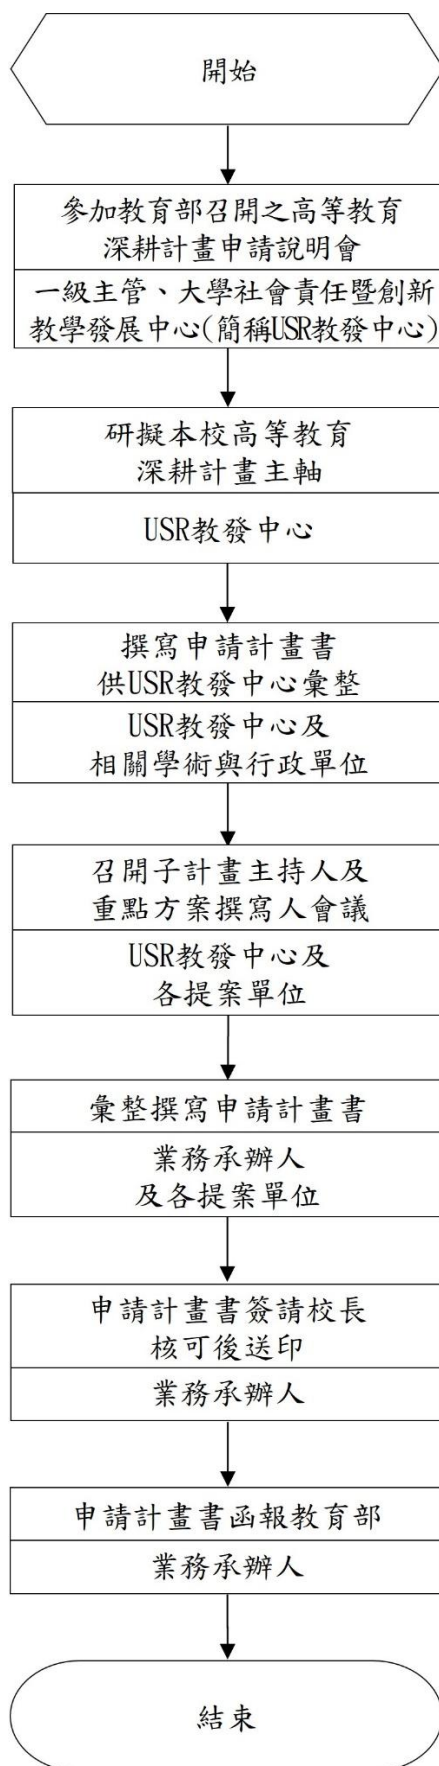 開始
參加教育部召開之高等教育
深耕計畫申請說明會
一級主管、大學社會責任暨創新
教學發展中心(簡稱USR教發中心)
研擬本校高等教育
深耕計畫主軸
USR教發中心
撰寫申請計畫書
供USR教發中心彙整
USR教發中心及
相關學術與行政單位
召開子計畫主持人及
重點方案撰寫人會議
USR教發中心及
各提案單位
彙整撰寫申請計畫書
業務承辦人
及各提案單位
申請計畫書簽請校長
核可後送印
業務承辦人
申請計畫書函報教育部
業務承辦人
結束